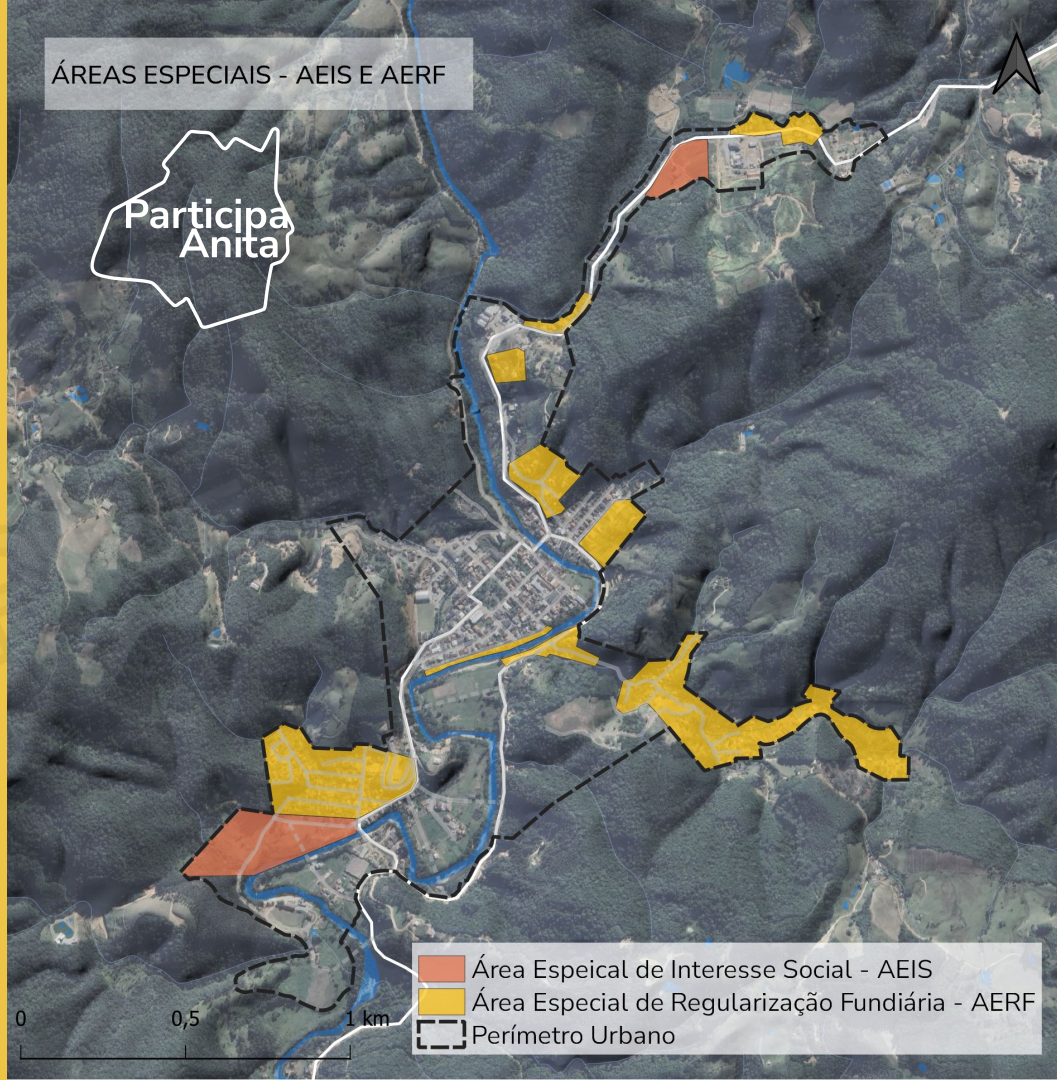 N
ÁREAS ESPECIAIS - AEIS E AERF
Participa
Anita
Área Espeical de Interesse Social - AEIS
Área Especial de Regularização Fundiária - AERF
Perímetro Urbano
0 0,5 1 km